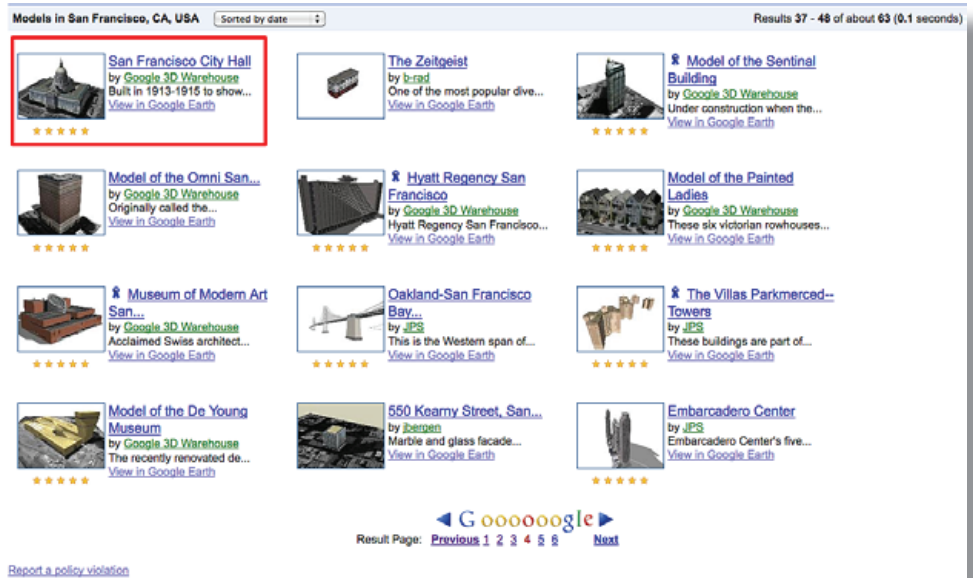 Models in San Francisco, CA, USA Sorted by date Results 37 - 48 of about 63 (0.1 seconds)
San Francisco City Hall
by Google 3D Warehouse
Built in 1913-1915 to show...
View in Google Earth
The Zeitgeist
by b-rad
One of the most popular dive...
View in Google Earth
Model of the Sentinal
Building
by Google 3D Warehouse
Under construction when the...
View in Google Earth
Model of the Omni San...
by Google 3D Warehouse
Originally called the...
View in Google Earth
Hyatt Regency San
Francisco
by Google 3D Warehouse
Hyatt Regency San Francisco...
View in Google Earth
Model of the Painted
Ladies
by Google 3D Warehouse
These six victorian rowhouses...
View in Google Earth
Museum of Modern Art
San...
by Google 3D Warehouse
Acclaimed Swiss architect...
View in Google Earth
Oakland-San Francisco
Bay...
by JPS
This is the Western span of...
View in Google Earth
The Villas Parkmerced--
Towers
by JPS
These buildings are part of...
View in Google Earth
Model of the De Young
Museum
by Google 3D Warehouse
The recently renovated de...
View in Google Earth
550 Kearny Street, San...
by jbergen
Marble and glass facade...
View in Google Earth
Embarcadero Center
by JPS
Embarcadero Center's five...
View in Google Earth
G oooooogle
Result Page: Previous 1 2 3 4 5 6 Next
Report a policy violation